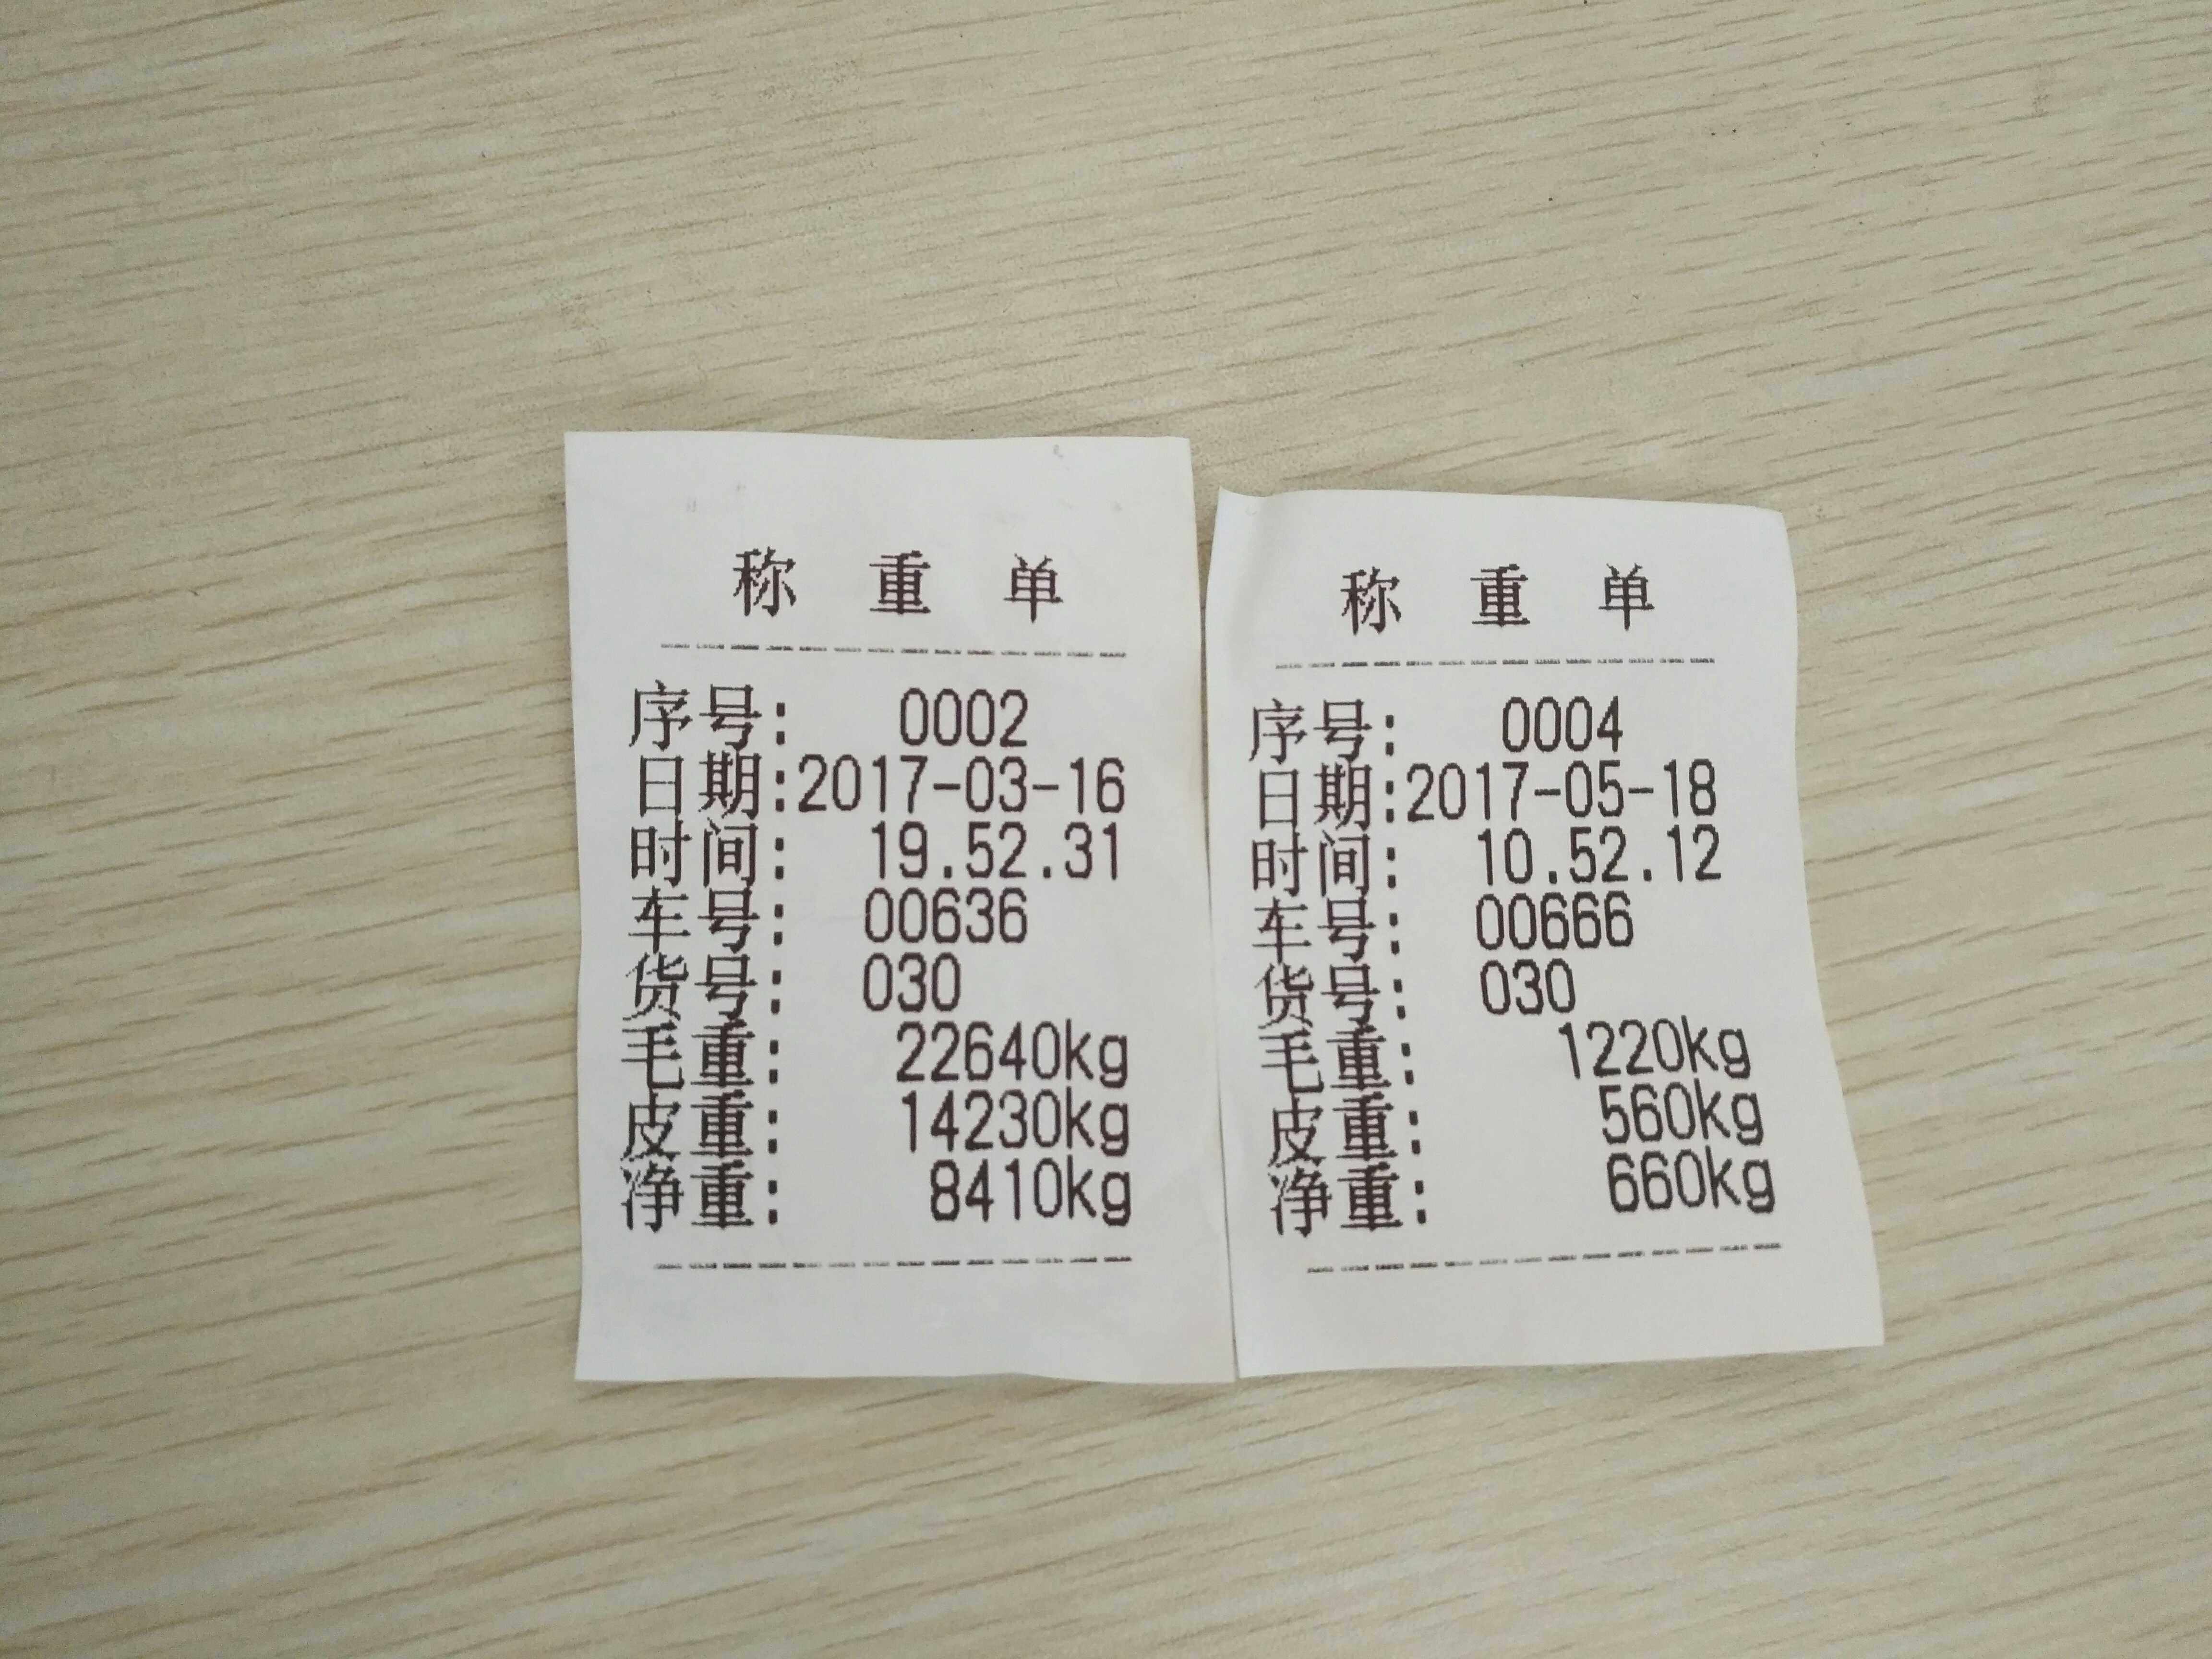 称 重 单
序号: 0002
日期:2017-03-16
时间: 19.52.31
车号: 00636
货号: 030
毛重: 22640kg
皮重: 14230kg
净重: 8410kg
称 重 单
序号: 0004
日期:2017-05-18
时间: 10.52.12
车号: 00666
货号: 030
毛重: 1220kg
皮重: 560kg
净重: 660kg